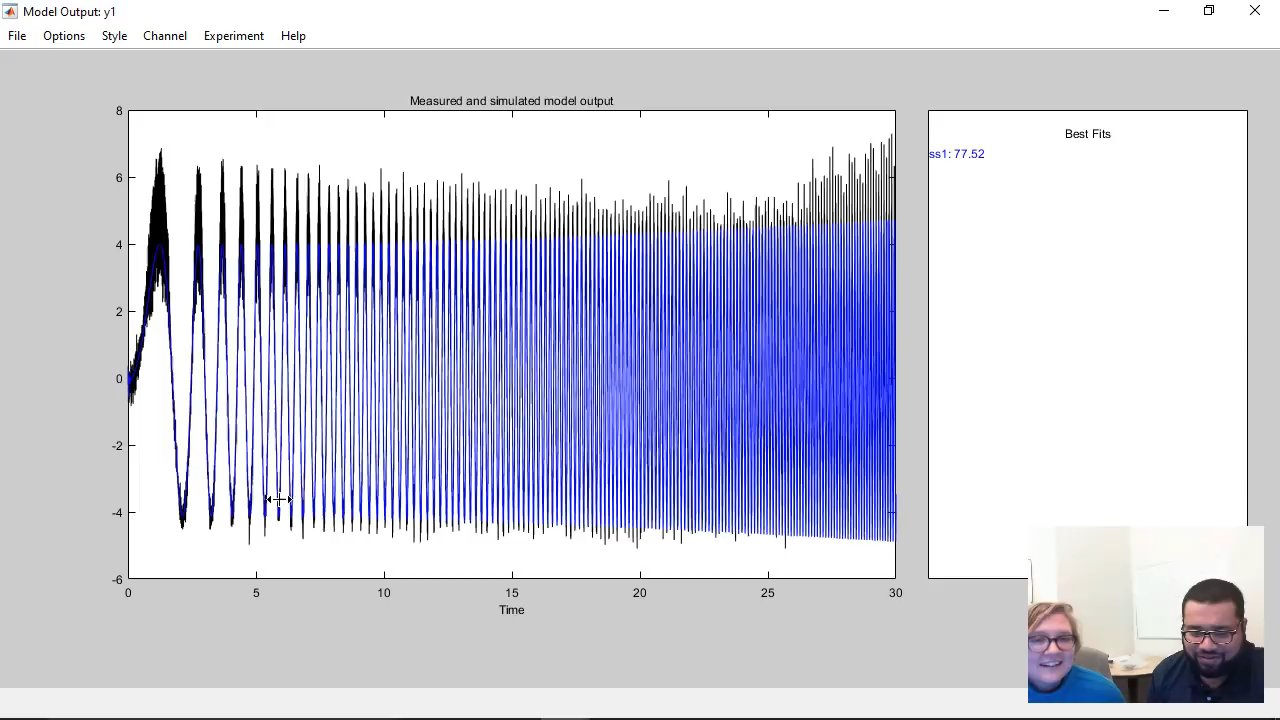 Model Output: y1
File Options Style Channel Experiment Help
Measured and simulated model output
8
6
4
2
0
-2
-4
-6
0 5 10 15 20 25 30
Time
Best Fits
ss1: 77.52